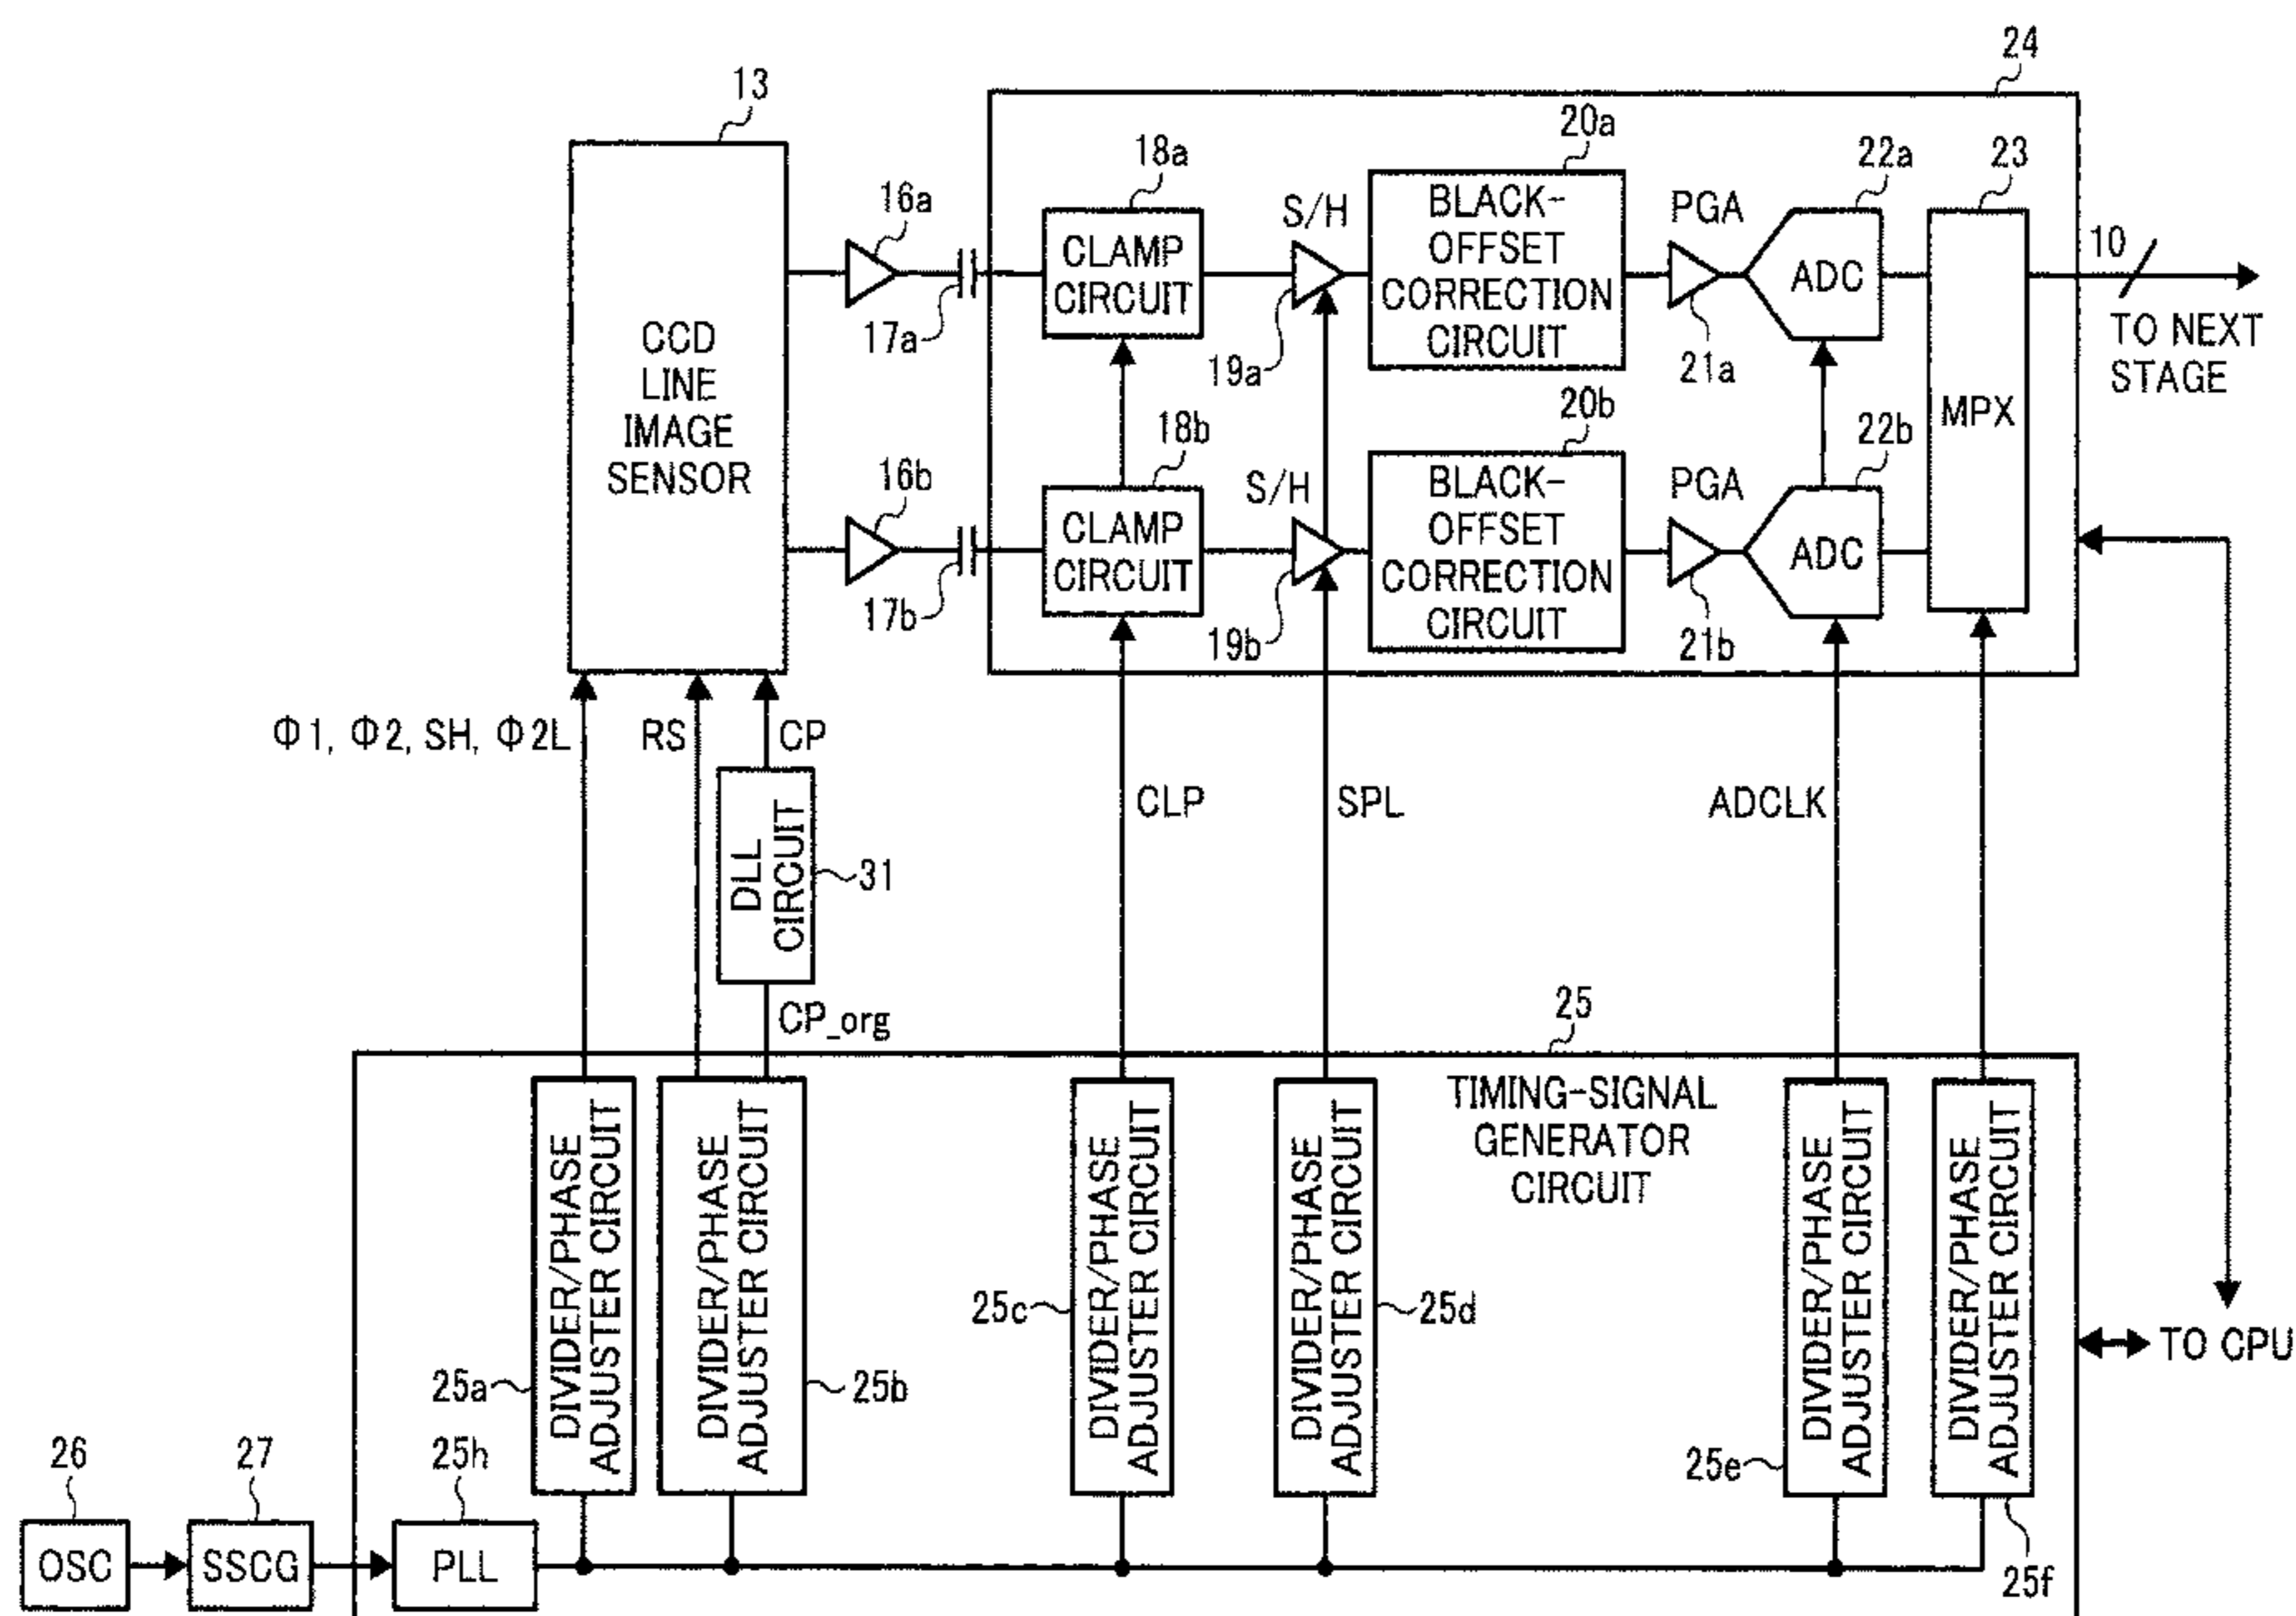 24
13
20a
18a
22a
23
16a
S/H
BLACK-
OFFSET
CORRECTION
CIRCUIT
PGA
10
CLAMP
CIRCUIT
ADC
TO NEXT
STAGE
17a
19a
21a
CCD
LINE
IMAGE
SENSOR
MPX
18b
20b
22b
16b
S/H
BLACK-
OFFSET
CORRECTION
CIRCUIT
PGA
CLAMP
CIRCUIT
ADC
17b
19b
21b
Φ1, Φ2, SH, Φ2L
RS
CP
CLP
SPL
ADCLK
DLL
CIRCUIT
31
CP_org
25
TIMING-SIGNAL
GENERATOR
CIRCUIT
DIVIDER/PHASE
ADJUSTER CIRCUIT
DIVIDER/PHASE
ADJUSTER CIRCUIT
DIVIDER/PHASE
ADJUSTER CIRCUIT
DIVIDER/PHASE
ADJUSTER CIRCUIT
DIVIDER/PHASE
ADJUSTER CIRCUIT
DIVIDER/PHASE
ADJUSTER CIRCUIT
25a
25b
25c
25d
TO CPU
25e
26
27
25h
OSC
SSCG
PLL
25f